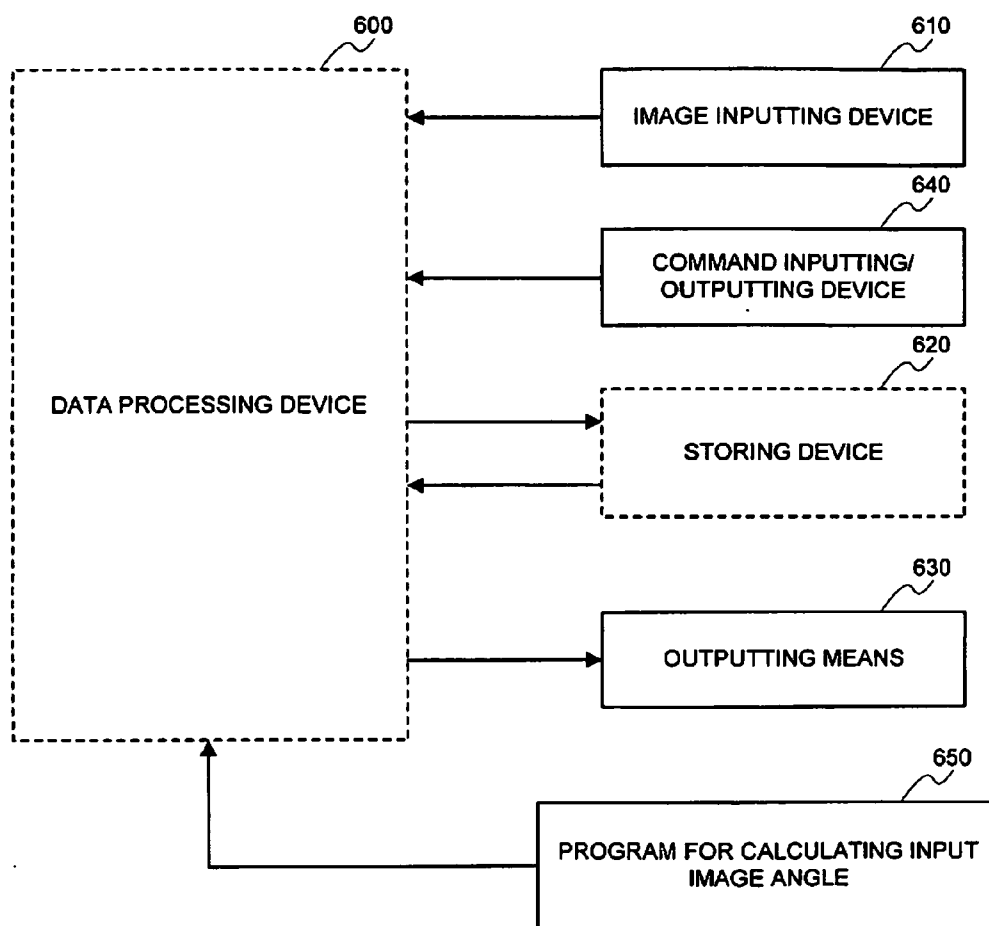 600
610
IMAGE INPUTTING DEVICE
640
COMMAND INPUTTING/
OUTPUTTING DEVICE
620
DATA PROCESSING DEVICE
STORING DEVICE
630
OUTPUTTING MEANS
650
PROGRAM FOR CALCULATING INPUT
IMAGE ANGLE